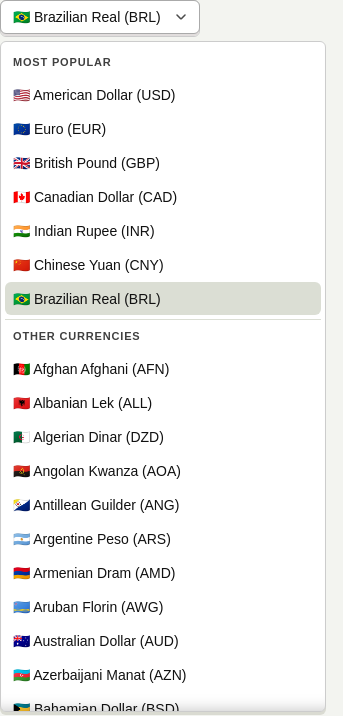 Brazilian Real (BRL)
MOST POPULAR
American Dollar (USD)
Euro (EUR)
British Pound (GBP)
Canadian Dollar (CAD)
Indian Rupee (INR)
Chinese Yuan (CNY)
Brazilian Real (BRL)
OTHER CURRENCIES
Afghan Afghani (AFN)
Albanian Lek (ALL)
Algerian Dinar (DZD)
Angolan Kwanza (AOA)
Antillean Guilder (ANG)
Argentine Peso (ARS)
Armenian Dram (AMD)
Aruban Florin (AWG)
Australian Dollar (AUD)
Azerbaijani Manat (AZN)
Bahamian Dollar (BSD)